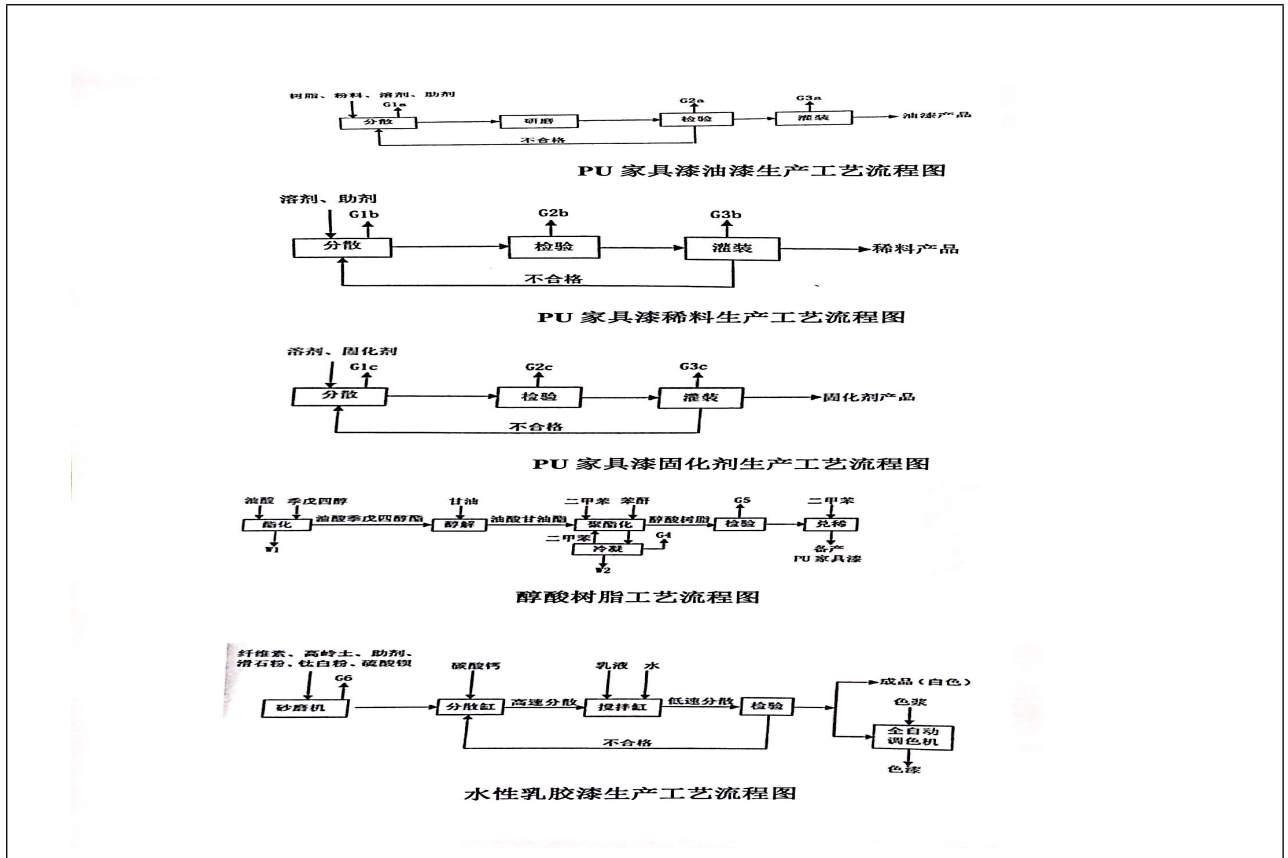 树脂、粉料、溶剂、助剂
G1a
G2a
G3a
分散
研磨
检验
灌装
油漆产品
不合格
PU 家具漆油漆生产工艺流程图
溶剂、助剂
G1b
G2b
G3b
分散
检验
灌装
稀料产品
不合格
PU 家具漆稀料生产工艺流程图
溶剂、固化剂
G1c
G2c
G3c
分散
检验
灌装
固化剂产品
不合格
PU 家具漆固化剂生产工艺流程图
油酸 季戊四醇
甘油
二甲苯 苯酐
G5
二甲苯
酯化
油酸季戊四醇酯
醇解
油酸甘油酯
聚酯化
醇酸树脂
检验
兑稀
W1
二甲苯
冷凝
G4
W2
备产
PU 家具漆
醇酸树脂工艺流程图
纤维素、高岭土、助剂、
滑石粉、钛白粉、硫酸钡
G6
碳酸钙
乳液 水
成品（白色）
色浆
砂磨机
分散缸
高速分散
搅拌缸
低速分散
检验
全自动
调色机
不合格
色漆
水性乳胶漆生产工艺流程图